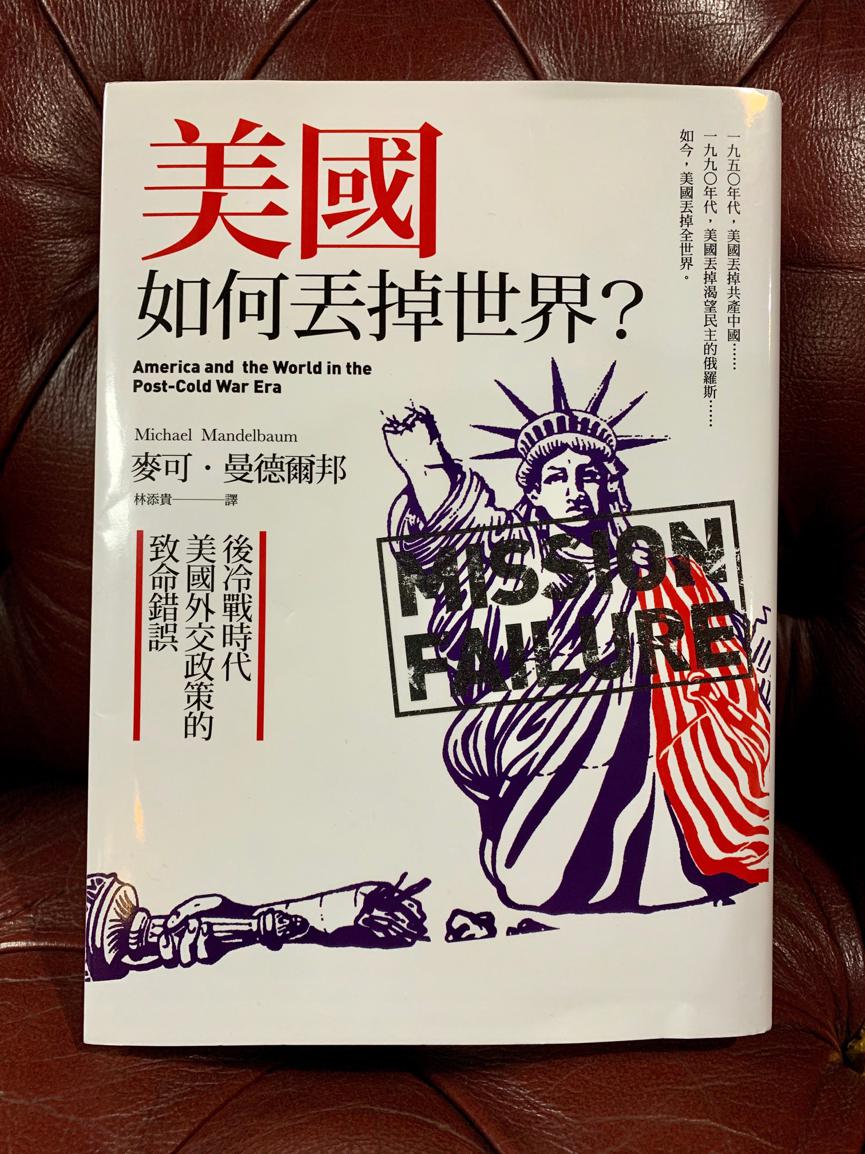 美國
如何丟掉世界？
America and the World in the
Post-Cold War Era
Michael Mandelbaum
麥可・曼德爾邦
林添貴———譯
後冷戰時代
美國外交政策的
致命錯誤
一九五〇年代，美國丟掉共產中國……
一九九〇年代，美國丟掉渴望民主的俄羅斯……
如今，美國丟掉全世界。
MISSION
FAILURE